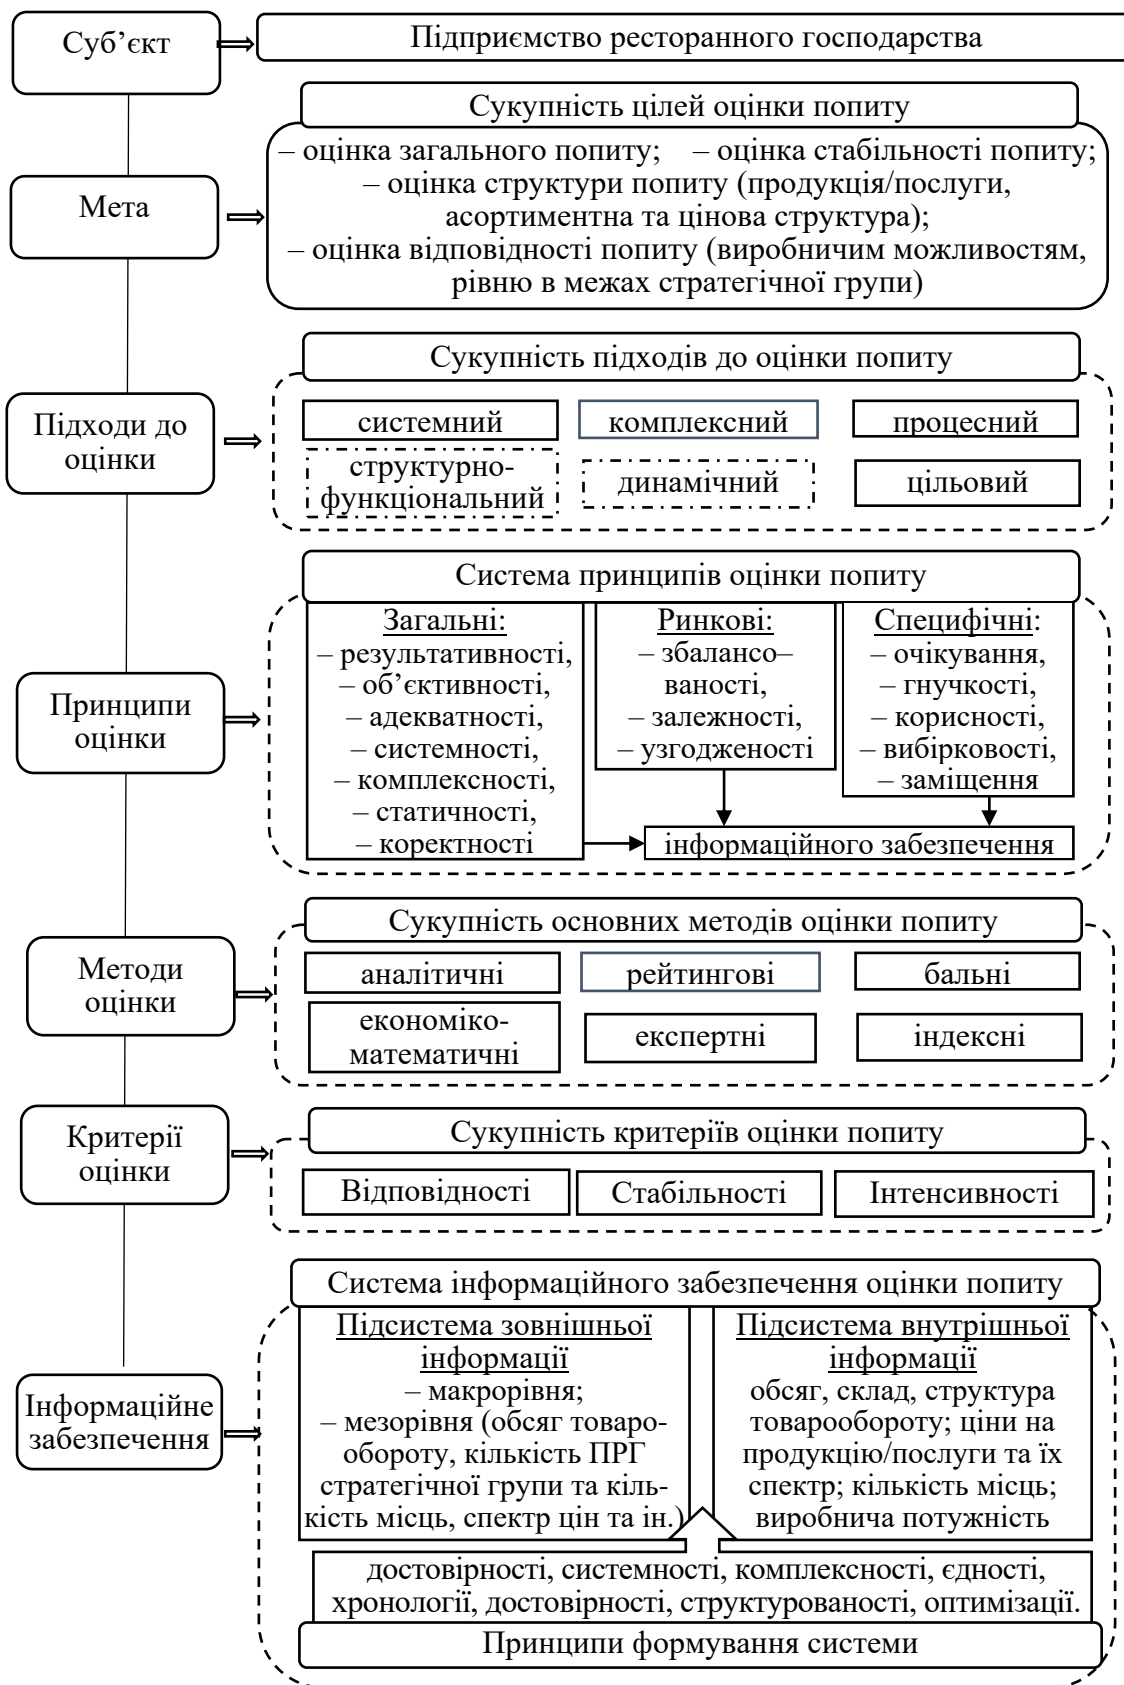 Суб’єкт
Підприємство ресторанного господарства
Мета
Сукупність цілей оцінки попиту
– оцінка загального попиту; – оцінка стабільності попиту;
– оцінка структури попиту (продукція/послуги,
асортиментна та цінова структура);
– оцінка відповідності попиту (виробничим можливостям,
рівню в межах стратегічної групи)
Підходи до
оцінки
Сукупність підходів до оцінки попиту
системний
комплексний
процесний
структурно-
функціональний
динамічний
цільовий
Принципи
оцінки
Система принципів оцінки попиту
Загальні:
– результативності,
– об’єктивності,
– адекватності,
– системності,
– комплексності,
– статичності,
– коректності
Ринкові:
– збалансо–
ваності,
– залежності,
– узгодженості
Специфічні:
– очікування,
– гнучкості,
– корисності,
– вибірковості,
– заміщення
інформаційного забезпечення
Методи
оцінки
Сукупність основних методів оцінки попиту
аналітичні
рейтингові
бальні
економіко-
математичні
експертні
індексні
Критерії
оцінки
Сукупність критеріїв оцінки попиту
Відповідності
Стабільності
Інтенсивності
Інформаційне
забезпечення
Система інформаційного забезпечення оцінки попиту
Підсистема зовнішньої
інформації
– макрорівня;
– мезорівня (обсяг товаро-
обороту, кількість ПРГ
стратегічної групи та кіль-
кість місць, спектр цін та ін.)
Підсистема внутрішньої
інформації
обсяг, склад, структура
товарообороту; ціни на
продукцію/послуги та їх
спектр; кількість місць;
виробнича потужність
достовірності, системності, комплексності, єдності,
хронології, достовірності, структурованості, оптимізації.
Принципи формування системи